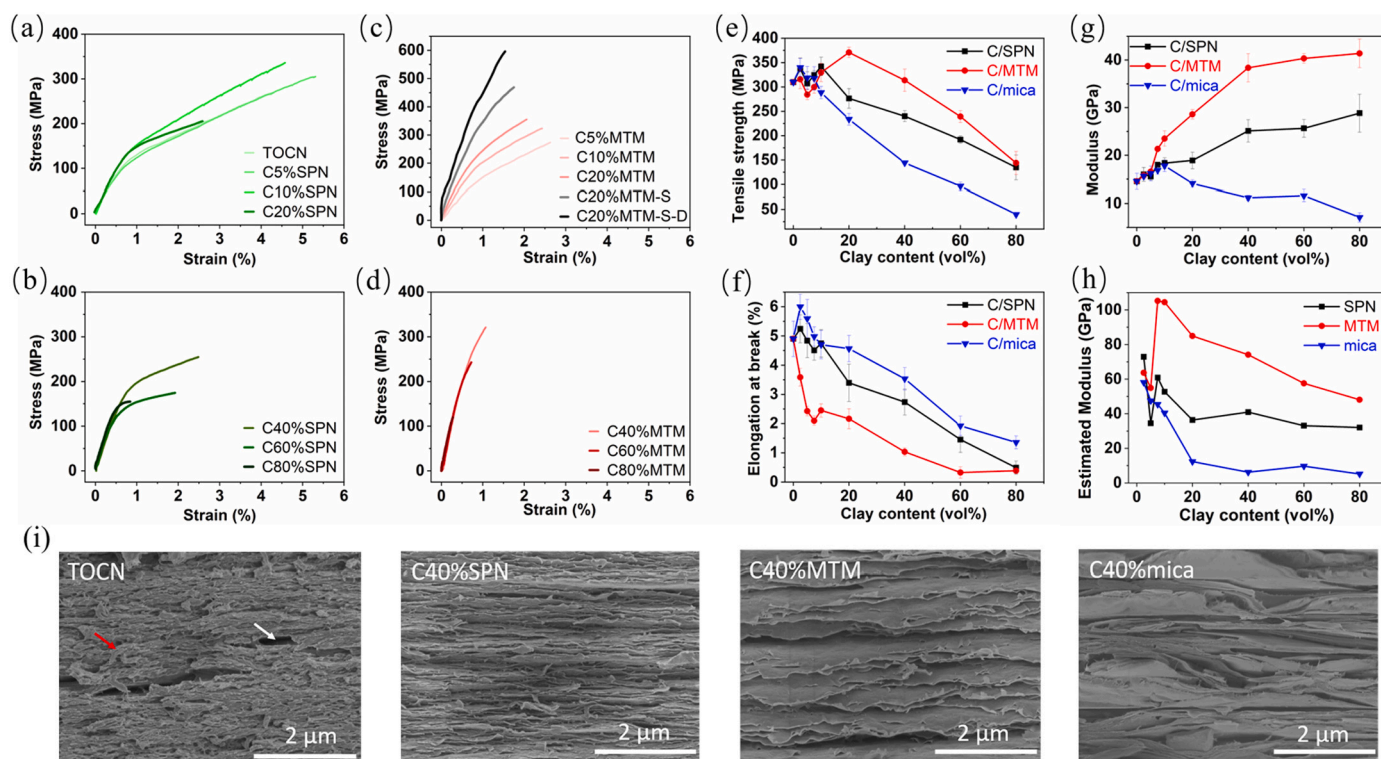 (a)
400
300
200
100
0
Stress (MPa)
TOCN
C5%SPN
C10%SPN
C20%SPN
0 1 2 3 4 5 6
Strain (%)
(c)
600
500
400
300
200
100
0
Stress (MPa)
C5%MTM
C10%MTM
C20%MTM
C20%MTM-S
C20%MTM-S-D
0 1 2 3 4 5 6
Strain (%)
(e)
400
350
300
250
200
150
100
50
Tensile strength (MPa)
C/SPN
C/MTM
C/mica
0 20 40 60 80
Clay content (vol%)
(g)
40
30
20
10
Modulus (GPa)
C/SPN
C/MTM
C/mica
0 20 40 60 80
Clay content (vol%)
(b)
400
300
200
100
0
Stress (MPa)
C40%SPN
C60%SPN
C80%SPN
0 1 2 3 4 5 6
Strain (%)
(d)
400
300
200
100
0
Stress (MPa)
C40%MTM
C60%MTM
C80%MTM
0 1 2 3 4 5 6
Strain (%)
(f)
6
5
4
3
2
1
0
Elongation at break (%)
C/SPN
C/MTM
C/mica
0 20 40 60 80
Clay content (vol%)
(h)
100
80
60
40
20
0
Estimated Modulus (GPa)
SPN
MTM
mica
0 20 40 60 80
Clay content (vol%)
(i)
TOCN
2 μm
C40%SPN
2 μm
C40%MTM
2 μm
C40%mica
2 μm